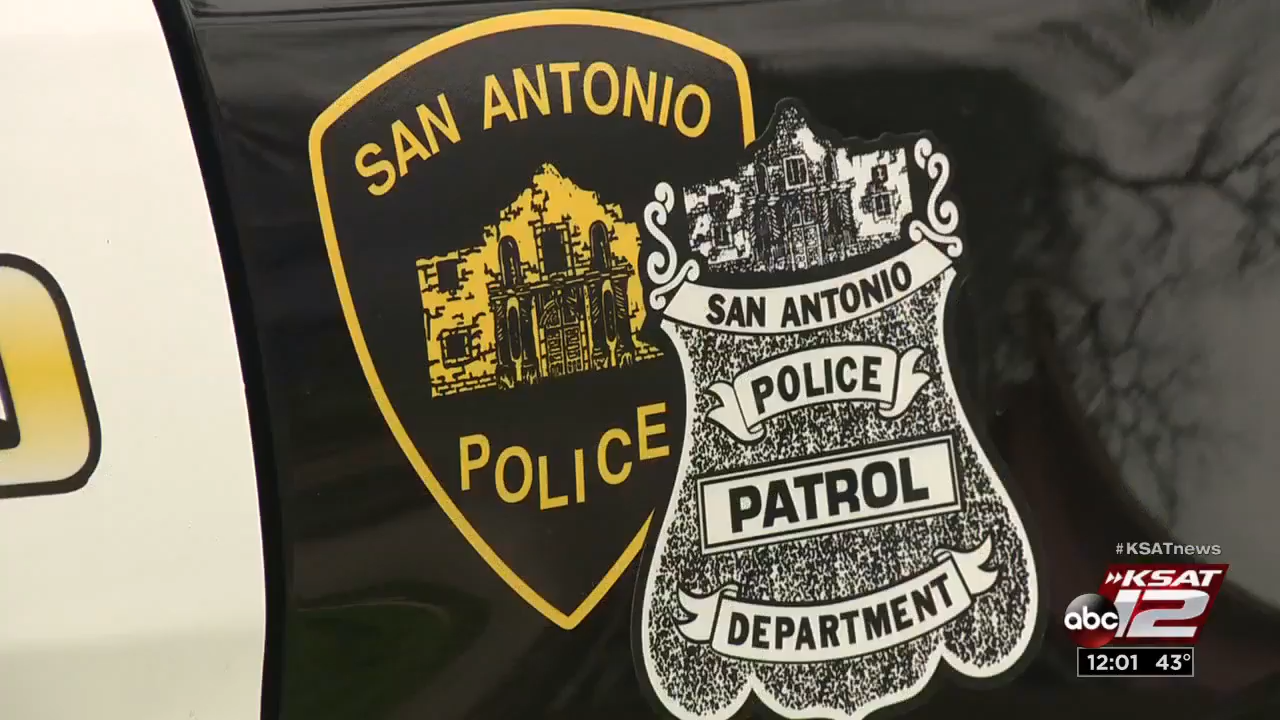 SAN ANTONIO
POLICE
SAN ANTONIO
POLICE
PATROL
DEPARTMENT
#KSATnews
KSAT
abc 12
12:01 43°